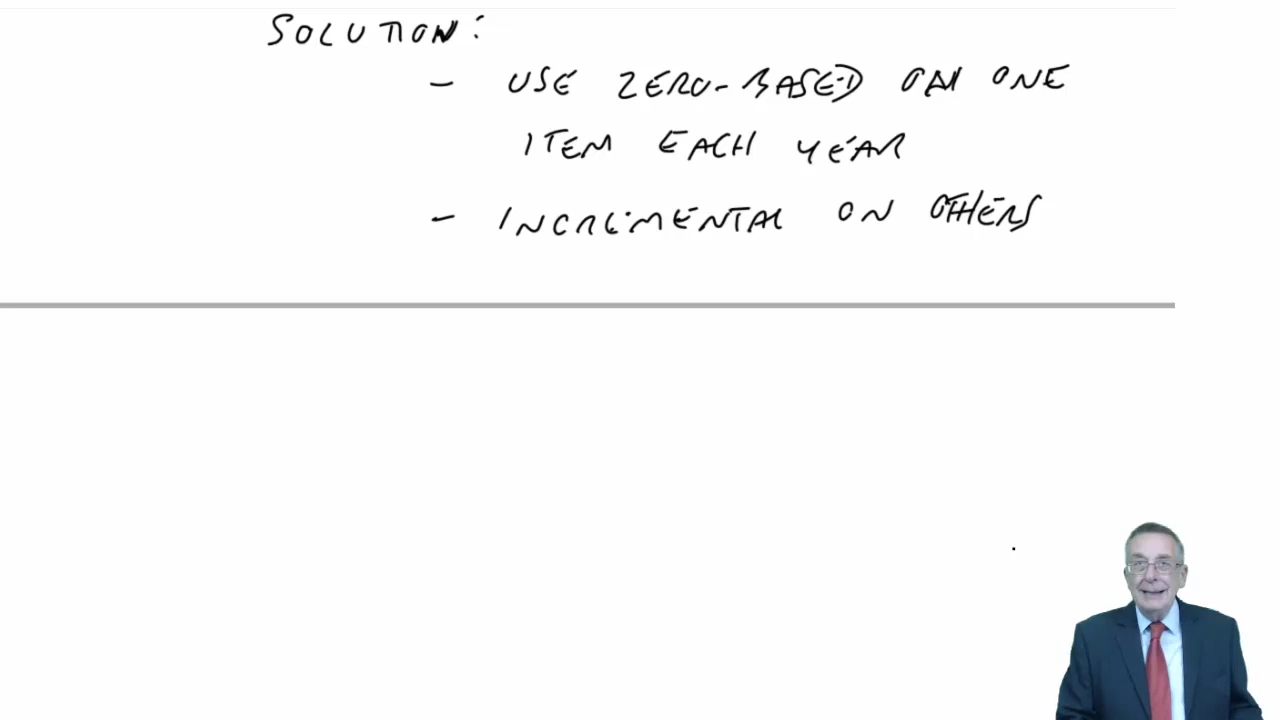 SOLUTION:
- USE ZERO-BASED ON ONE
ITEM EACH YEAR
- INCREMENTAL ON OTHERS